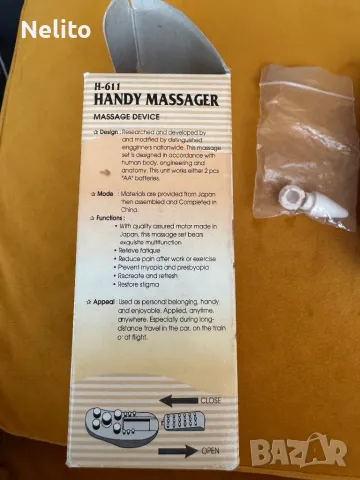 Nelito
H-611
HANDY MASSAGER
MASSAGE DEVICE
☆ Design : Researched and developed by
and modified by distinguished
engginners nationwide. This massage
set is designed in accordance with
human body, engineering and
anatomy. This unit works either 2 pcs
"AA" batteries.
☆ Mode : Materials are provided from Japan
then assembled and Completed in
China.
☆ Functions :
• With quality assured motor made in
Japan, this massage set bears
exquisite multifunction.
• Relieve fatique
• Reduce pain after work or exercise
• Prevent myopia and presbyopia
• Recreate and refresh
• Restore stigma
☆ Appeal : Used as personal belonging, handy
and enjoyable. Applied, anytime,
anywhere. Especially during long-
distance travel in the car, on the train
or at flight.
CLOSE
OPEN
bazar.bg